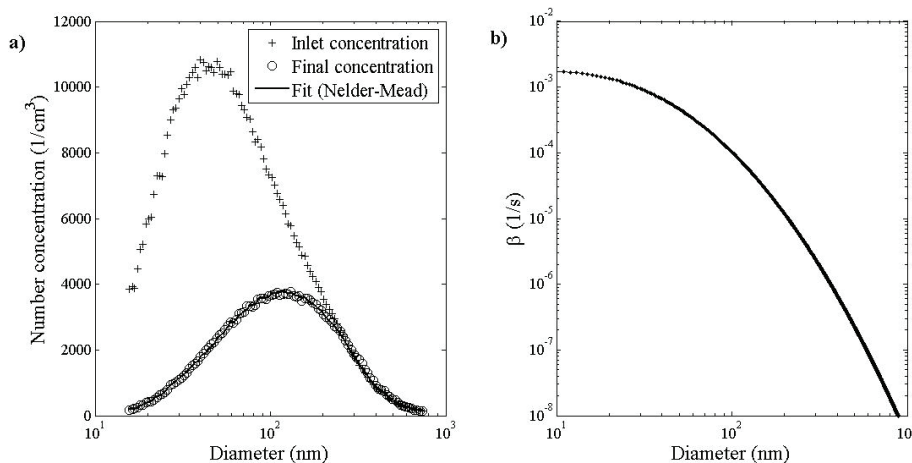 a)
12000
10000
8000
6000
4000
2000
0
Number concentration (1/cm³)
+ Inlet concentration
○ Final concentration
Fit (Nelder-Mead)
10¹
10²
10³
Diameter (nm)
b)
10⁻²
10⁻³
10⁻⁴
10⁻⁵
10⁻⁶
10⁻⁷
10⁻⁸
β (1/s)
10¹
10²
10³
Diameter (nm)